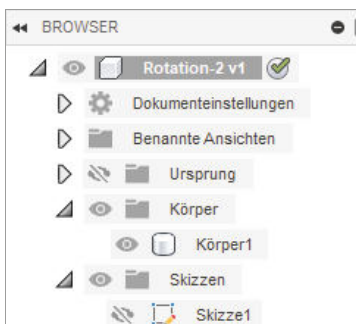 BROWSER
Rotation-2 v1
Dokumenteinstellungen
Benannte Ansichten
Ursprung
Körper
Körper1
Skizzen
Skizze1